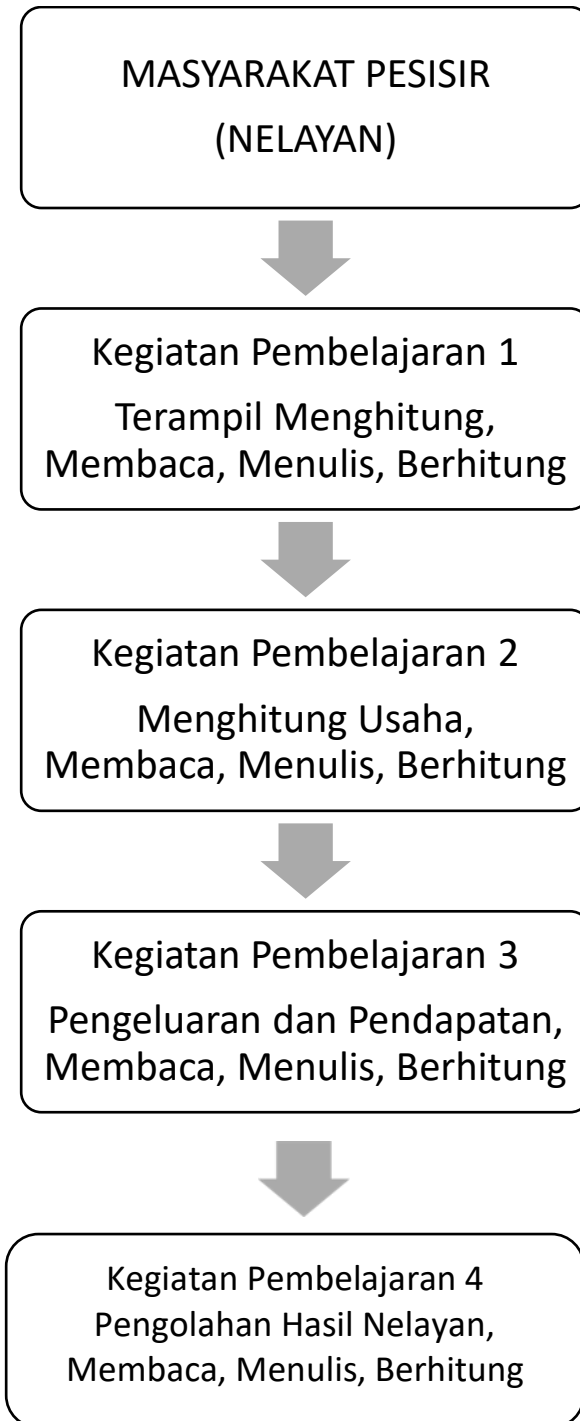 MASYARAKAT PESISIR
(NELAYAN)
Kegiatan Pembelajaran 1
Terampil Menghitung,
Membaca, Menulis, Berhitung
Kegiatan Pembelajaran 2
Menghitung Usaha,
Membaca, Menulis, Berhitung
Kegiatan Pembelajaran 3
Pengeluaran dan Pendapatan,
Membaca, Menulis, Berhitung
Kegiatan Pembelajaran 4
Pengolahan Hasil Nelayan,
Membaca, Menulis, Berhitung